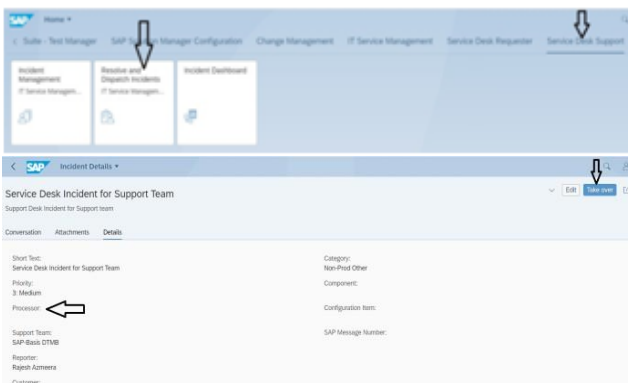 SAP Home
Suite - Test Manager SAP Solution Manager Configuration Change Management IT Service Management Service Desk Requester Service Desk Support
Incident Management
IT Service Managem...
Resolve and Dispatch Incidents
IT Service Managem...
Incident Dashboard
SAP Incident Details
Service Desk Incident for Support Team
Support Desk Incident for Support team
Edit Take over
Conversation Attachments Details
Short Text:
Service Desk Incident for Support Team
Priority:
3: Medium
Processor:
Support Team:
SAP-Basis DTMB
Reporter:
Rajesh Azmeera
Customer:
Category:
Non-Prod Other
Component:
Configuration Item:
SAP Message Number: